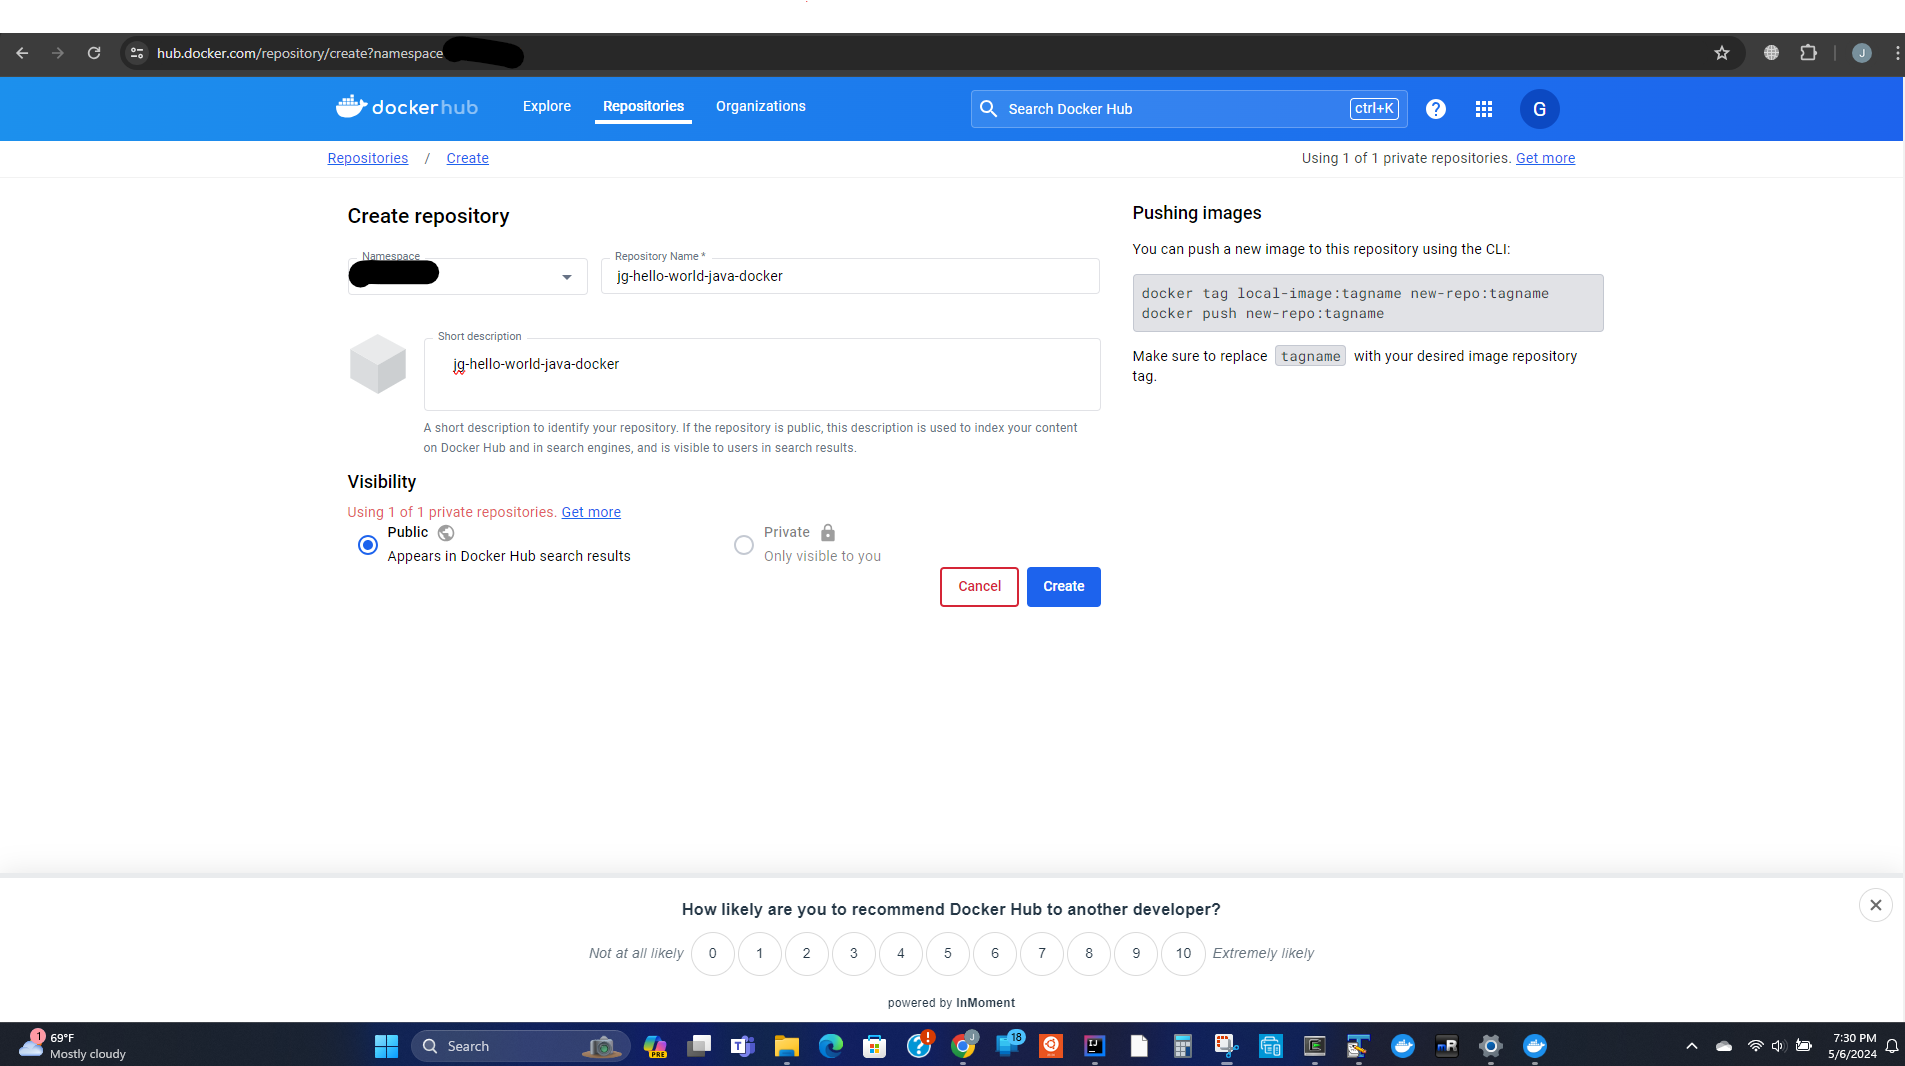 hub.docker.com/repository/create?namespace
J
dockerhub
Explore
Repositories
Organizations
Search Docker Hub
ctrl+K
?
G
Repositories / Create
Using 1 of 1 private repositories. Get more
Create repository
Namespace
Repository Name *
jg-hello-world-java-docker
Short description
jg-hello-world-java-docker
A short description to identify your repository. If the repository is public, this description is used to index your content
on Docker Hub and in search engines, and is visible to users in search results.
Visibility
Using 1 of 1 private repositories. Get more
Public
Appears in Docker Hub search results
Private
Only visible to you
Cancel
Create
Pushing images
You can push a new image to this repository using the CLI:
docker tag local-image:tagname new-repo:tagname
docker push new-repo:tagname
Make sure to replace tagname with your desired image repository
tag.
How likely are you to recommend Docker Hub to another developer?
Not at all likely 0 1 2 3 4 5 6 7 8 9 10 Extremely likely
powered by InMoment
1
69°F
Mostly cloudy
Search
PRE
J
18
IJ
7:30 PM
5/6/2024